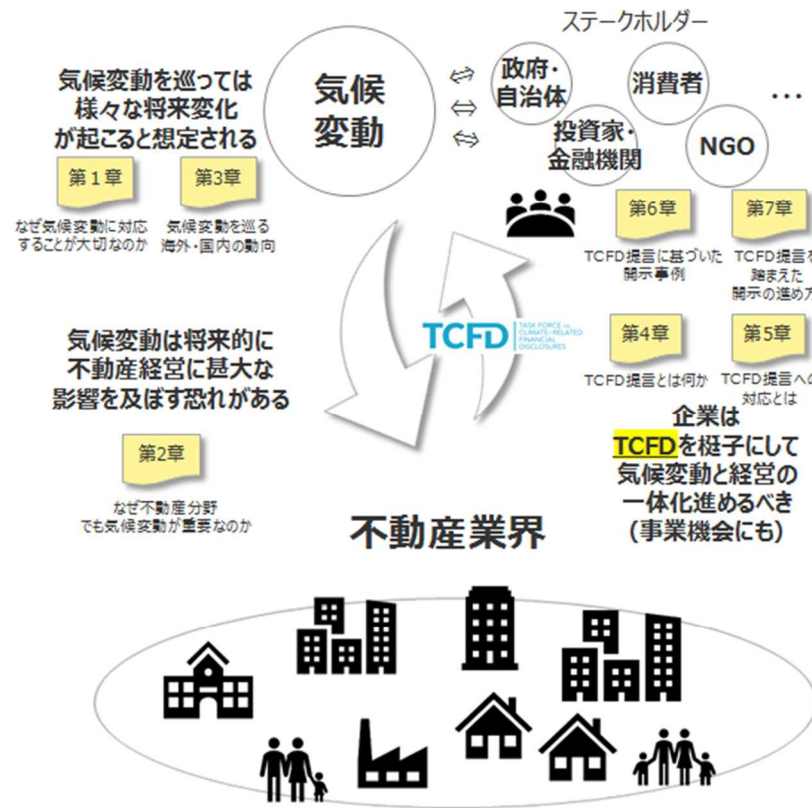 ステークホルダー
気候変動を巡っては
様々な将来変化
が起こると想定される
気候
変動
政府・
自治体
消費者
…
投資家・
金融機関
NGO
第1章
第3章
なぜ気候変動に対応
することが大切なのか
気候変動を巡る
海外・国内の動向
第6章
第7章
TCFD提言に基づいた
開示事例
TCFD提言を
踏まえた
開示の進め方
TCFD
TASK FORCE ON
CLIMATE-RELATED
FINANCIAL
DISCLOSURES
第4章
第5章
TCFD提言とは何か
TCFD提言への
対応とは
気候変動は将来的に
不動産経営に甚大な
影響を及ぼす恐れがある
第2章
なぜ不動産分野
でも気候変動が重要なのか
企業は
TCFDを梃子にして
気候変動と経営の
一体化進めるべき
(事業機会にも)
不動産業界